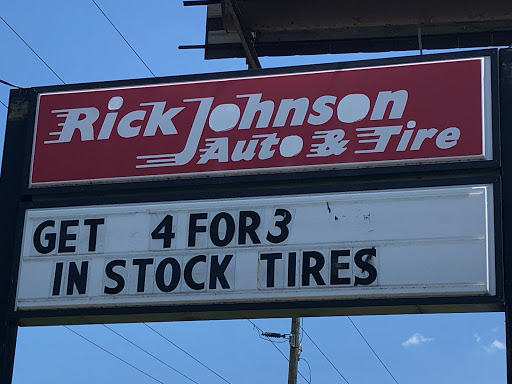 Rick Johnson
Auto & Tire
GET 4 FOR 3
IN STOCK TIRES